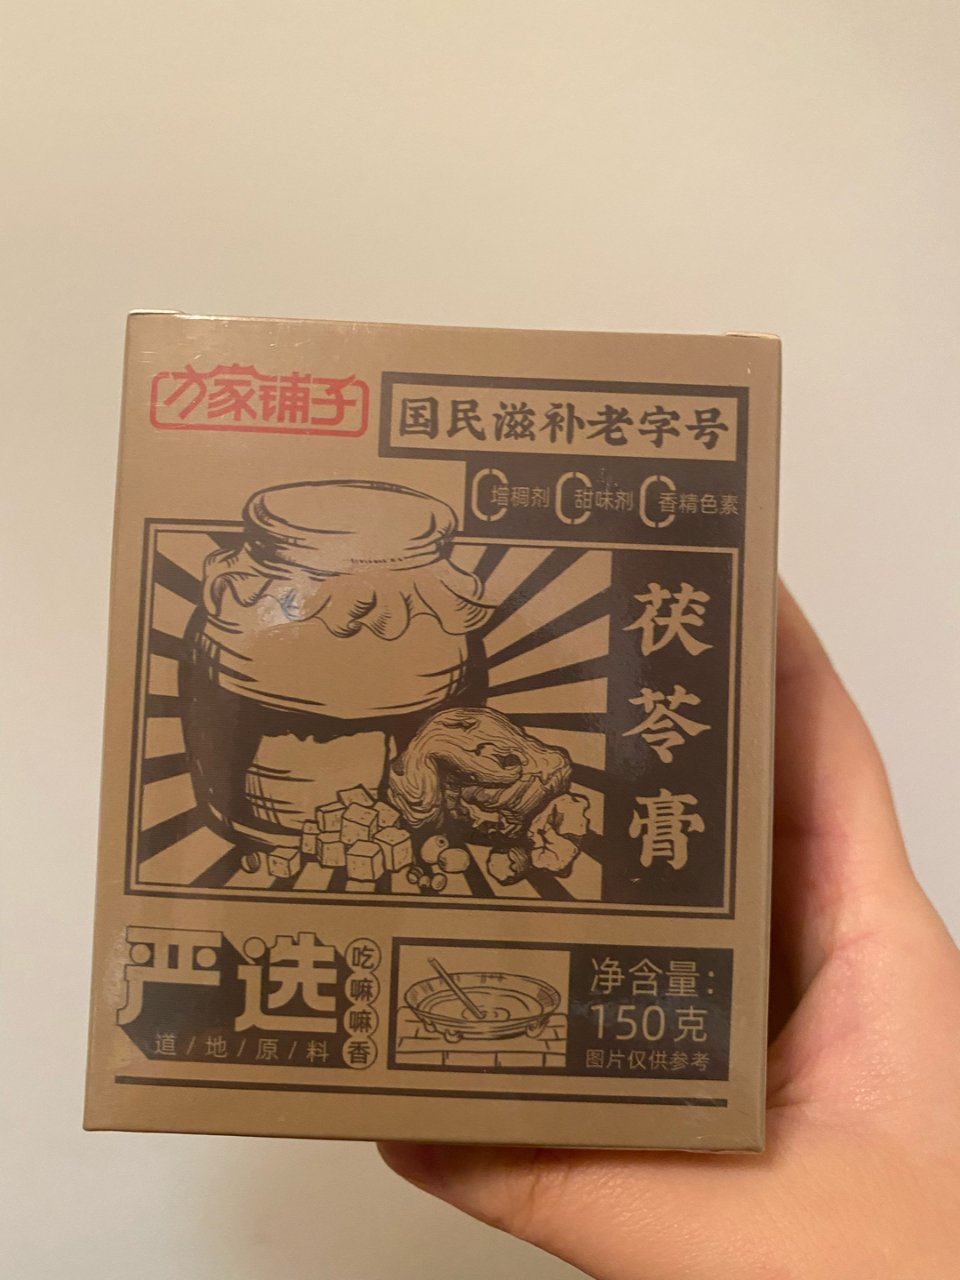 方家铺子
国民滋补老字号
0增稠剂 0甜味剂 0香精色素
茯苓膏
严选
吃嘛嘛香
道/地/原/料
净含量：
150克
图片仅供参考